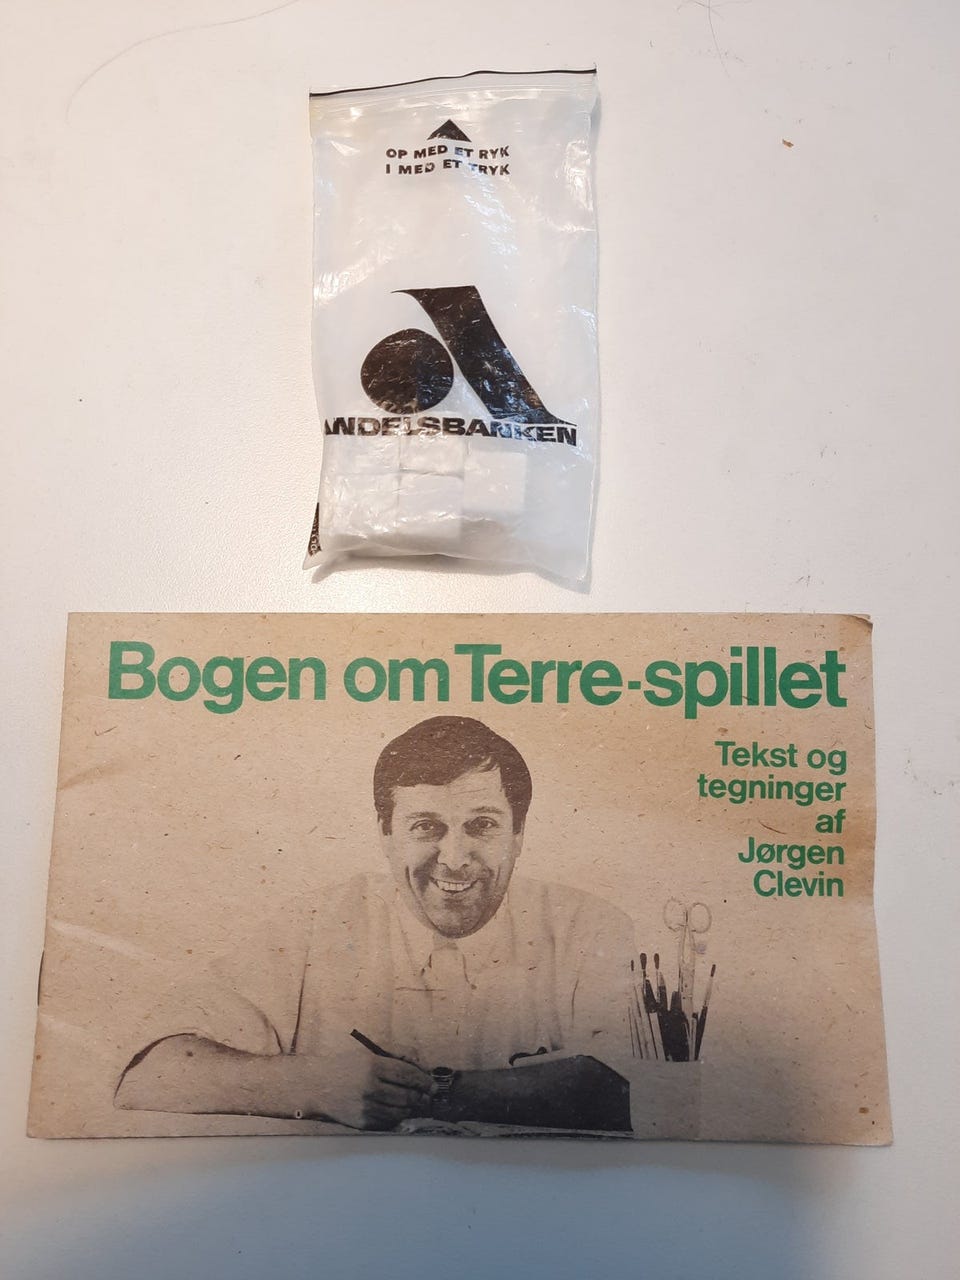 OP MED ET RYK
I MED ET TRYK
ANDELSBANKEN
Bogen om Terre-spillet
Tekst og
tegninger
af
Jørgen
Clevin